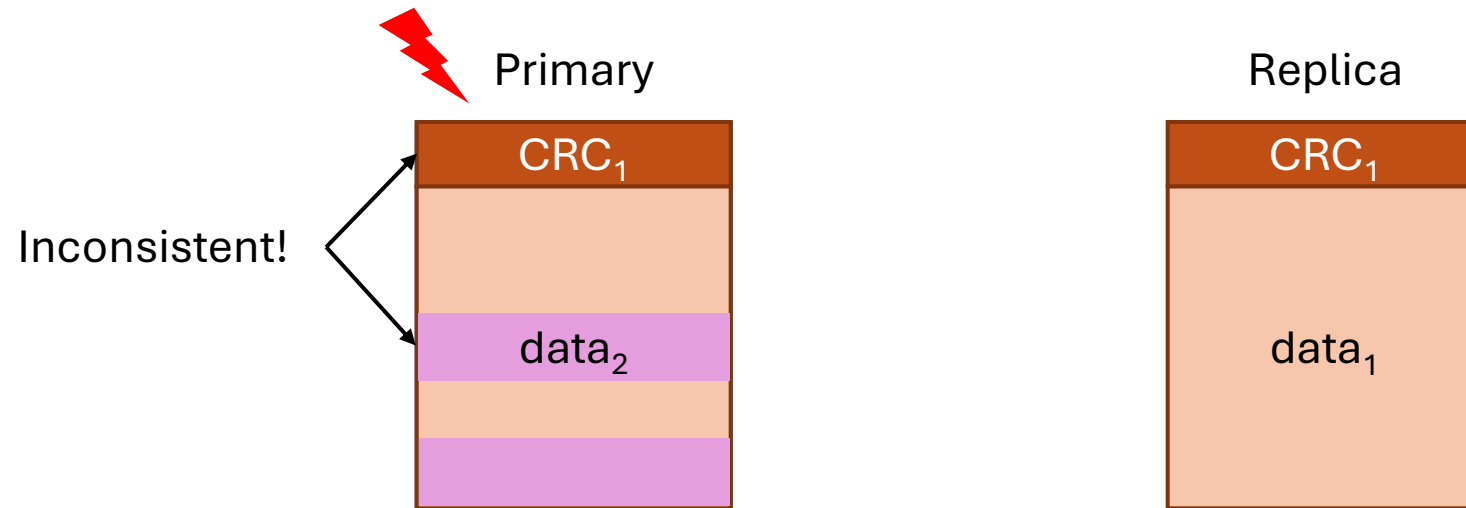 Primary
Replica
CRC₁
CRC₁
Inconsistent!
data₂
data₁